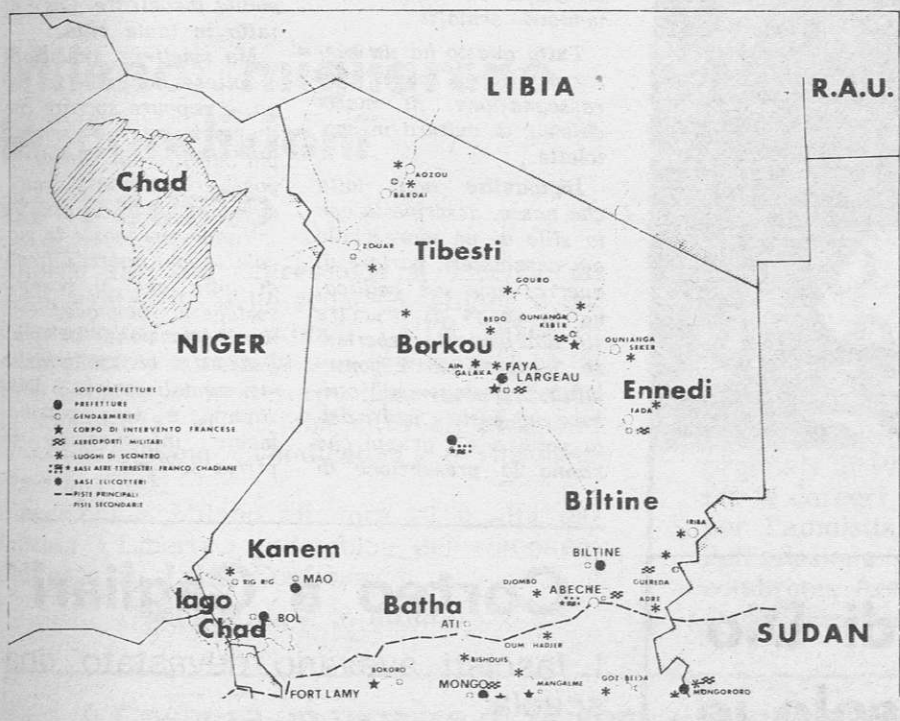 LIBIA
R.A.U.
Chad
AOZOU
BARDAI
ZOUAR
Tibesti
GOURO
NIGER
BEDO
OUNIANGA
KEBIR
Borkou
OUNIANGA
SEKER
AIN
GALAKA
FAYA
LARGEAU
Ennedi
FADA
SOTTOPREFETTURE
PREFETTURE
GENDARMERIE
CORPO DI INTERVENTO FRANCESE
AEREOPORTI MILITARI
LUOGHI DI SCONTRO
BASI AERE-TERRESTRI FRANCO CHADIANE
BASI ELICOTTERI
PISTE PRINCIPALI
PISTE SECONDARIE
Biltine
IRIBA
Kanem
BILTINE
RIG RIG
MAO
DJOMBO
ABECHE
GUEREDA
ADRE
lago
Chad
BOL
Batha
ATI
SUDAN
OUM HADJER
BISHOUIS
BOKORO
FORT LAMY
MONGO
MANGALME
GOZ-BEIDA
MONGORORO